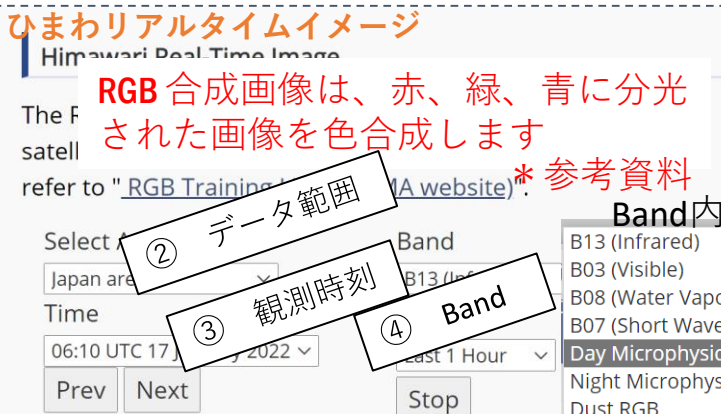 ひまわリアルタイムイメージ
Himawari Real-Time Image
RGB 合成画像は、赤、緑、青に分光
された画像を色合成します
The
satell
refer to " RGB Training MA website)".
＊参考資料
② データ範囲
Band内
Select
Band
B13 (Infrared)
Japan are
B03 (Visible)
③ 観測時刻
B08 (Water Vapo
Time
④ Band
B07 (Short Wave
06:10 UTC 17 2022
Last 1 Hour
Day Microphysic
Night Microphys
Prev Next
Stop
Dust RGB